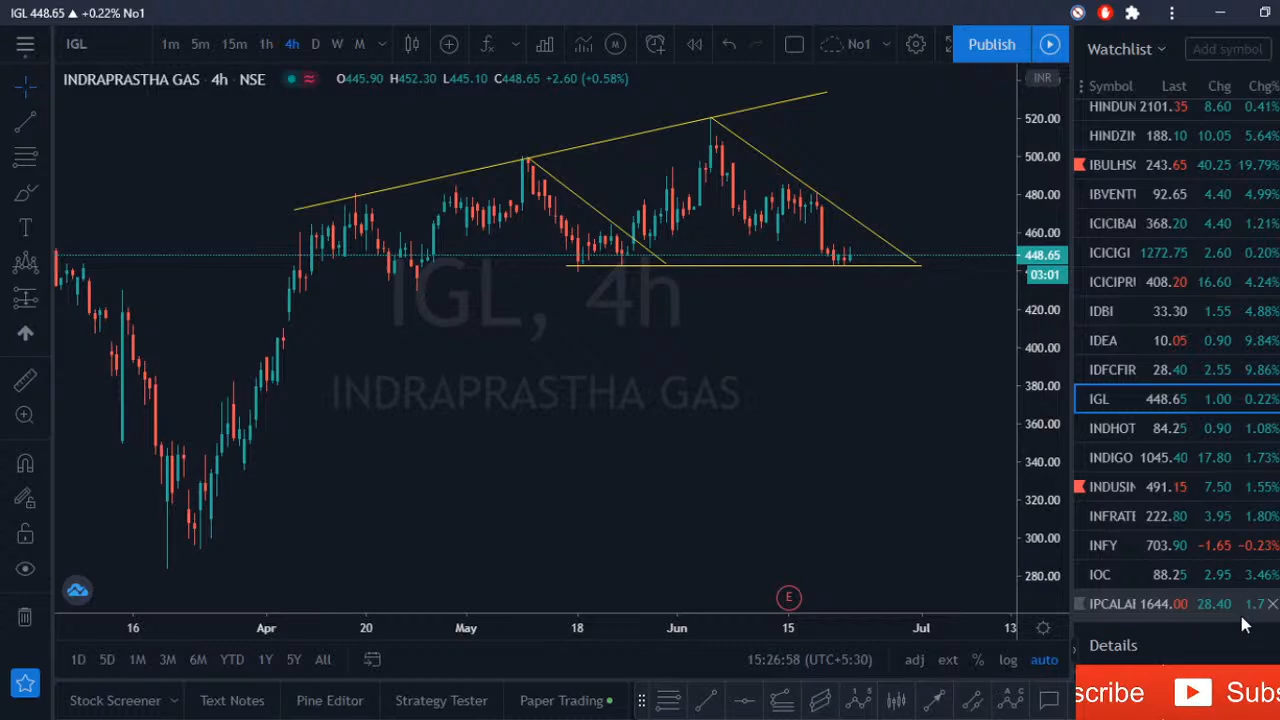 IGL 448.65 ▲ +0.22% No1
IGL 1m 5m 15m 1h 4h D W M No1 Publish
Watchlist Add symbol
INDRAPRASTHA GAS · 4h · NSE O445.90 H452.30 L445.10 C448.65 +2.60 (+0.58%)
INR
Symbol Last Chg Chg%
HINDUN 2101.35 8.60 0.41%
HINDZIN 188.10 10.05 5.64%
IBULHS 243.65 40.25 19.79%
IBVENT 92.65 4.40 4.99%
ICICIBAI 368.20 4.40 1.21%
ICICIGI 1272.75 2.60 0.20%
ICICIPRI 408.20 16.60 4.24%
IDBI 33.30 1.55 4.88%
IDEA 10.05 0.90 9.84%
IDFCFIR 28.40 2.55 9.86%
IGL 448.65 1.00 0.22%
INDHOT 84.25 0.90 1.08%
INDIGO 1045.40 17.80 1.73%
INDUSIN 491.15 7.50 1.55%
INFRATE 222.80 3.95 1.80%
INFY 703.90 −1.65 −0.23%
IOC 88.25 2.95 3.46%
IPCALAI 1644.00 28.40 1.7
Details
520.00
500.00
480.00
460.00
448.65
03:01
420.00
400.00
380.00
360.00
340.00
320.00
300.00
280.00
IGL, 4h
INDRAPRASTHA GAS
E
16 Apr 20 May 18 Jun 15 Jul 13
1D 5D 1M 3M 6M YTD 1Y 5Y All 15:26:58 (UTC+5:30) adj ext % log auto
Stock Screener Text Notes Pine Editor Strategy Tester Paper Trading
scribe Subs